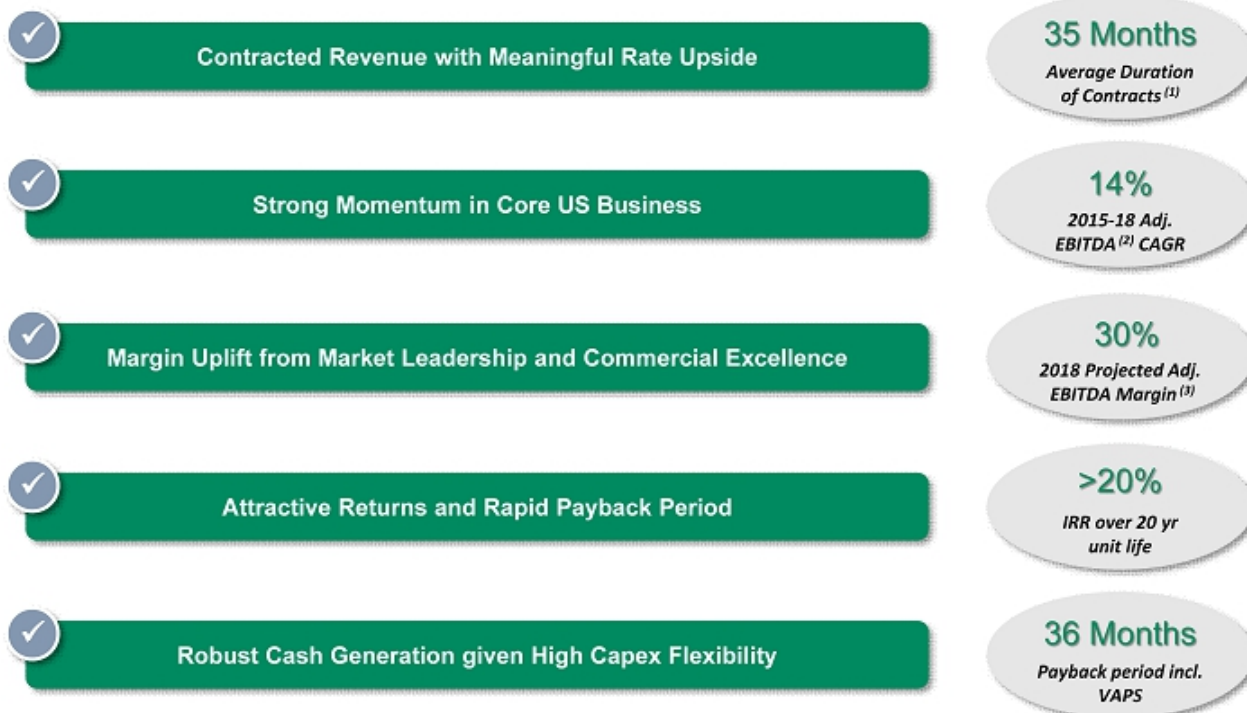 Contracted Revenue with Meaningful Rate Upside
35 Months
Average Duration
of Contracts (1)
Strong Momentum in Core US Business
14%
2015-18 Adj.
EBITDA (2) CAGR
Margin Uplift from Market Leadership and Commercial Excellence
30%
2018 Projected Adj.
EBITDA Margin (3)
Attractive Returns and Rapid Payback Period
>20%
IRR over 20 yr
unit life
Robust Cash Generation given High Capex Flexibility
36 Months
Payback period incl.
VAPS